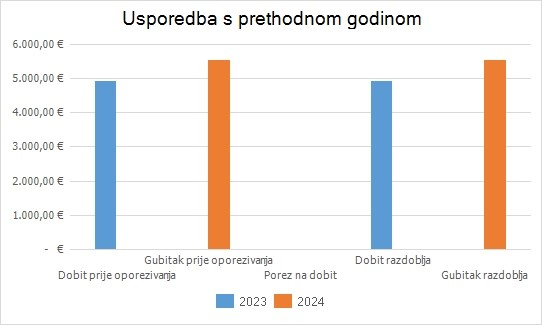 Usporedba s prethodnom godinom
6.000,00 €
5.000,00 €
4.000,00 €
3.000,00 €
2.000,00 €
1.000,00 €
- €
Gubitak prije oporezivanja Dobit razdoblja
Dobit prije oporezivanja Porez na dobit Gubitak razdoblja
2023 2024